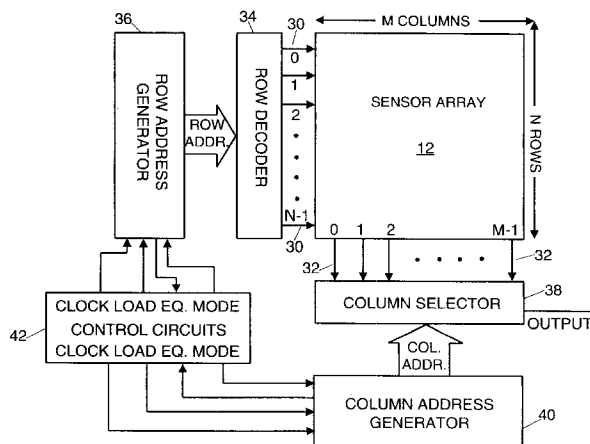 36
34
30
M COLUMNS
ROW ADDRESS
GENERATOR
ROW
ADDR.
ROW DECODER
0
1
2
N-1
30
SENSOR ARRAY
12
N ROWS
0 1 2 M-1
32
32
COLUMN SELECTOR
38
OUTPUT
CLOCK LOAD EQ. MODE
CONTROL CIRCUITS
CLOCK LOAD EQ. MODE
42
COL.
ADDR.
COLUMN ADDRESS
GENERATOR
40